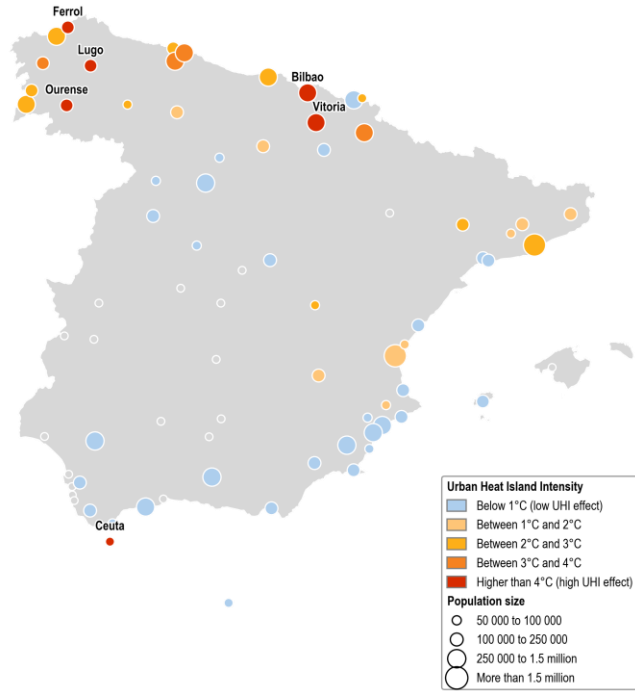 Ferrol
Lugo
Ourense
Bilbao
Vitoria
Ceuta
Urban Heat Island Intensity
Below 1°C (low UHI effect)
Between 1°C and 2°C
Between 2°C and 3°C
Between 3°C and 4°C
Higher than 4°C (high UHI effect)
Population size
50 000 to 100 000
100 000 to 250 000
250 000 to 1.5 million
More than 1.5 million